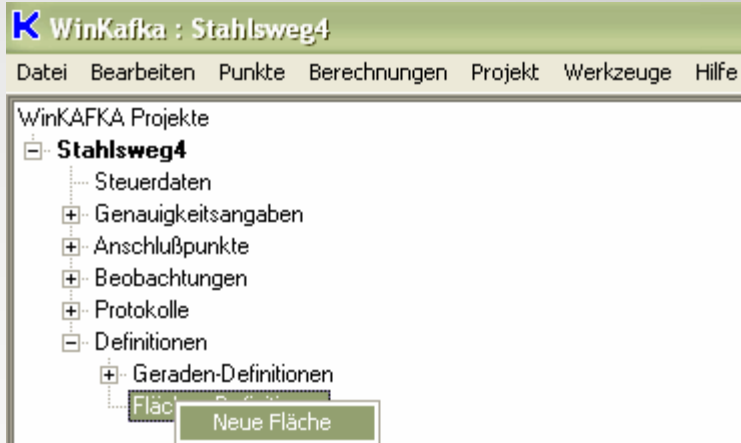 K WinKafka : Stahlsweg4
Datei Bearbeiten Punkte Berechnungen Projekt Werkzeuge Hilfe
WinKAFKA Projekte
Stahlsweg4
Steuerdaten
Genauigkeitsangaben
Anschlußpunkte
Beobachtungen
Protokolle
Definitionen
Geraden-Definitionen
Neue Fläche